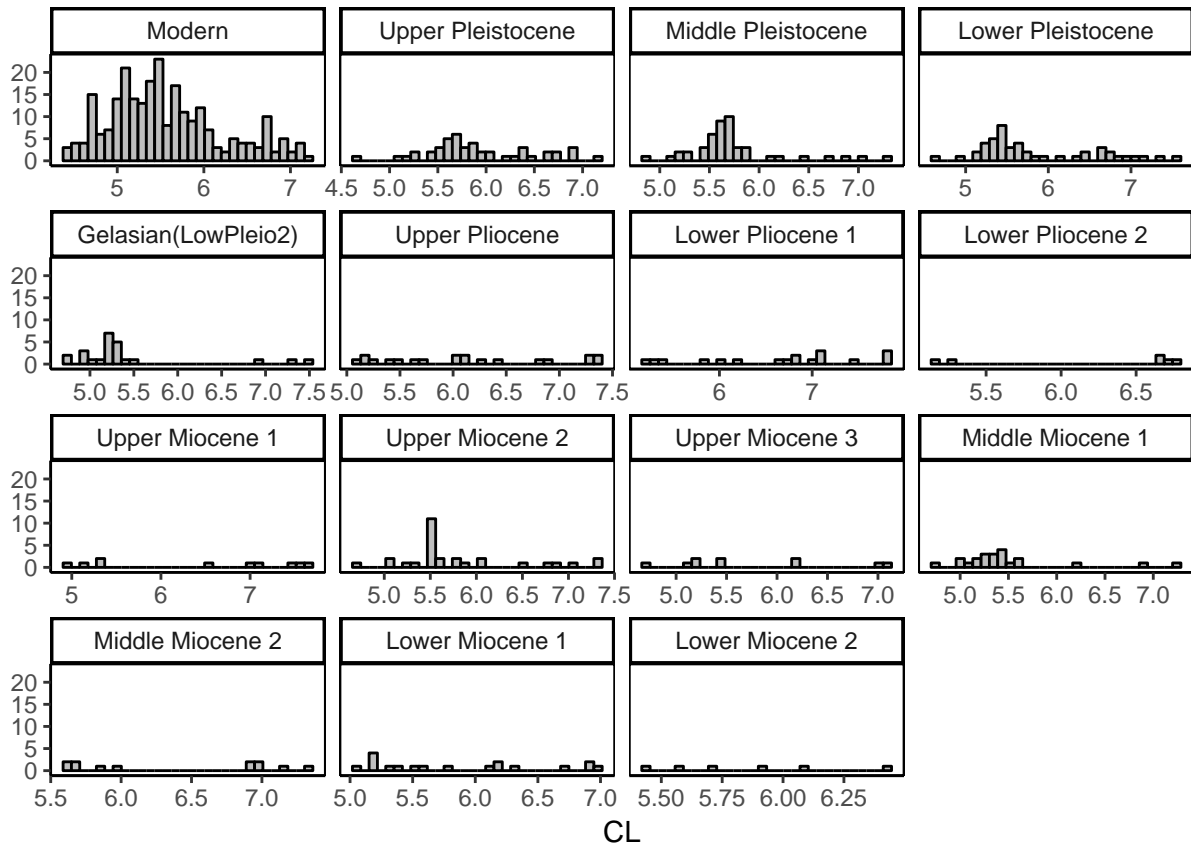 Modern Upper Pleistocene Middle Pleistocene Lower Pleistocene
20
15
10
5
0
5 6 7 4.5 5.0 5.5 6.0 6.5 7.0 5.0 5.5 6.0 6.5 7.0 5 6 7
Gelasian(LowPleio2) Upper Pliocene Lower Pliocene 1 Lower Pliocene 2
20
15
10
5
0
5.0 5.5 6.0 6.5 7.0 7.5 5.0 5.5 6.0 6.5 7.0 7.5 6 7 5.5 6.0 6.5
Upper Miocene 1 Upper Miocene 2 Upper Miocene 3 Middle Miocene 1
20
15
10
5
0
5 6 7 5.0 5.5 6.0 6.5 7.0 7.5 5.0 5.5 6.0 6.5 7.0 5.0 5.5 6.0 6.5 7.0
Middle Miocene 2 Lower Miocene 1 Lower Miocene 2
20
15
10
5
0
5.5 6.0 6.5 7.0 5.0 5.5 6.0 6.5 7.0 5.50 5.75 6.00 6.25
CL